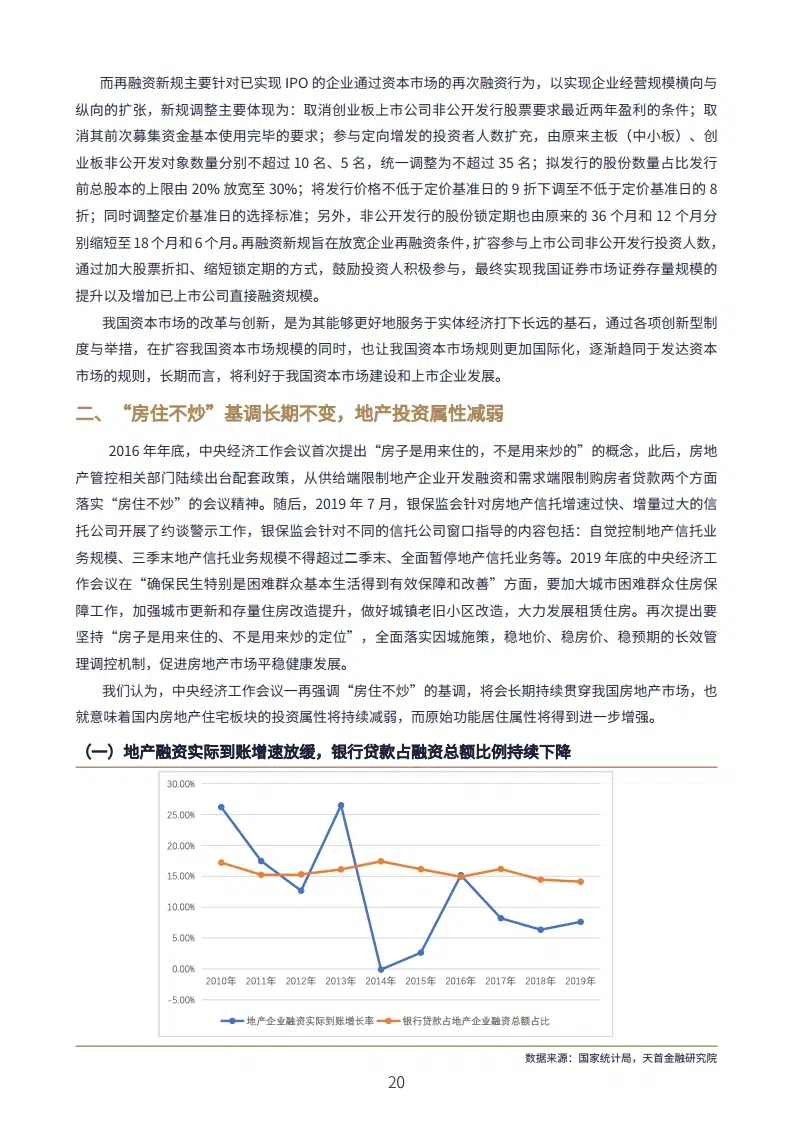 而再融资新规主要针对已实现 IPO 的企业通过资本市场的再次融资行为，以实现企业经营规模横向与
纵向的扩张，新规调整主要体现为：取消创业板上市公司非公开发行股票要求最近两年盈利的条件；取
消其前次募集资金基本使用完毕的要求；参与定向增发的投资者人数扩充，由原来主板（中小板）、创
业板非公开发对象数量分别不超过 10 名、5 名，统一调整为不超过 35 名；拟发行的股份数量占比发行
前总股本的上限由 20% 放宽至 30%；将发行价格不低于定价基准日的 9 折下调至不低于定价基准日的 8
折；同时调整定价基准日的选择标准；另外，非公开发行的股份锁定期也由原来的 36 个月和 12 个月分
别缩短至 18 个月和 6 个月。再融资新规旨在放宽企业再融资条件，扩容参与上市公司非公开发行投资人数，
通过加大股票折扣、缩短锁定期的方式，鼓励投资人积极参与，最终实现我国证券市场证券存量规模的
提升以及增加已上市公司直接融资规模。
我国资本市场的改革与创新，是为其能够更好地服务于实体经济打下长远的基石，通过各项创新型制
度与举措，在扩容我国资本市场规模的同时，也让我国资本市场规则更加国际化，逐渐趋同于发达资本
市场的规则，长期而言，将利好于我国资本市场建设和上市企业发展。
二、“房住不炒”基调长期不变，地产投资属性减弱
2016 年年底，中央经济工作会议首次提出“房子是用来住的，不是用来炒的”的概念，此后，房地
产管控相关部门陆续出台配套政策，从供给端限制地产企业开发融资和需求端限制购房者贷款两个方面
落实“房住不炒”的会议精神。随后，2019 年 7 月，银保监会针对房地产信托增速过快、增量过大的信
托公司开展了约谈警示工作，银保监会针对不同的信托公司窗口指导的内容包括：自觉控制地产信托业
务规模、三季末地产信托业务规模不得超过二季末、全面暂停地产信托业务等。2019 年底的中央经济工
作会议在“确保民生特别是困难群众基本生活得到有效保障和改善”方面，要加大城市困难群众住房保
障工作，加强城市更新和存量住房改造提升，做好城镇老旧小区改造，大力发展租赁住房。再次提出要
坚持“房子是用来住的、不是用来炒的定位”，全面落实因城施策，稳地价、稳房价、稳预期的长效管
理调控机制，促进房地产市场平稳健康发展。
我们认为，中央经济工作会议一再强调“房住不炒”的基调，将会长期持续贯穿我国房地产市场，也
就意味着国内房地产住宅板块的投资属性将持续减弱，而原始功能居住属性将得到进一步增强。
（一）地产融资实际到账增速放缓，银行贷款占融资总额比例持续下降
30.00%
25.00%
20.00%
15.00%
10.00%
5.00%
0.00%
2010年 2011年 2012年 2013年 2014年 2015年 2016年 2017年 2018年 2019年
-5.00%
地产企业融资实际到账增长率 银行贷款占地产企业融资总额占比
数据来源：国家统计局，天首金融研究院
20